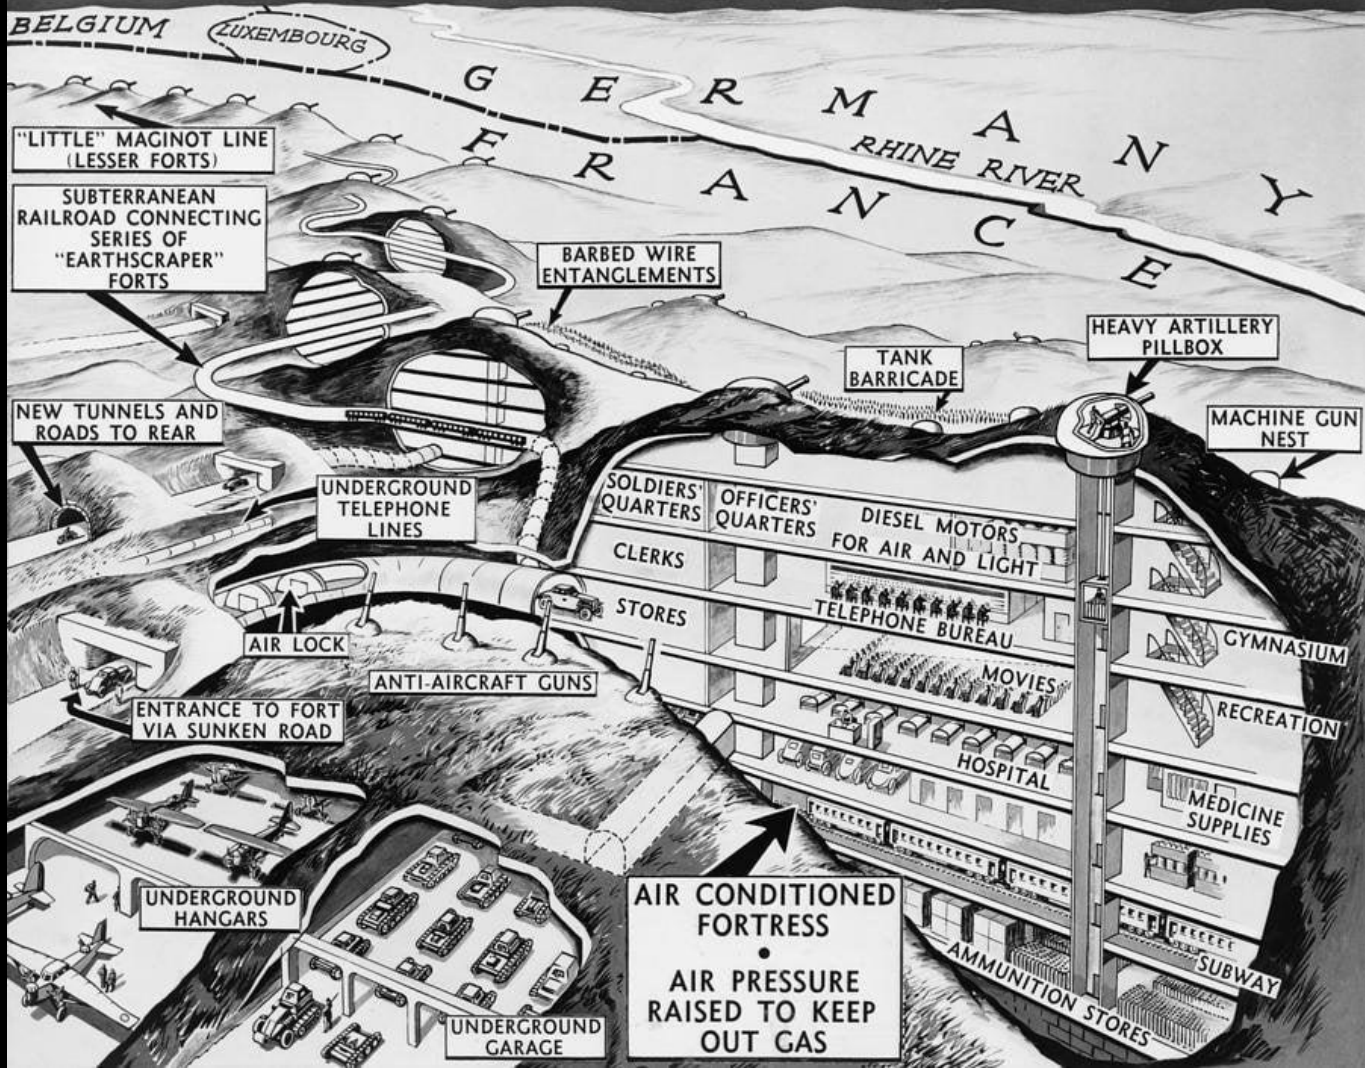 BELGIUM
LUXEMBOURG
GERMANY
FRANCE
RHINE RIVER
"LITTLE" MAGINOT LINE
(LESSER FORTS)
SUBTERRANEAN
RAILROAD CONNECTING
SERIES OF
"EARTHSCRAPER"
FORTS
BARBED WIRE
ENTANGLEMENTS
HEAVY ARTILLERY
PILLBOX
TANK
BARRICADE
NEW TUNNELS AND
ROADS TO REAR
MACHINE GUN
NEST
UNDERGROUND
TELEPHONE
LINES
SOLDIERS'
QUARTERS
OFFICERS'
QUARTERS
DIESEL MOTORS
FOR AIR AND LIGHT
CLERKS
STORES
TELEPHONE BUREAU
GYMNASIUM
AIR LOCK
ANTI-AIRCRAFT GUNS
MOVIES
RECREATION
ENTRANCE TO FORT
VIA SUNKEN ROAD
HOSPITAL
MEDICINE
SUPPLIES
UNDERGROUND
HANGARS
AIR CONDITIONED
FORTRESS
•
AIR PRESSURE
RAISED TO KEEP
OUT GAS
SUBWAY
AMMUNITION STORES
UNDERGROUND
GARAGE